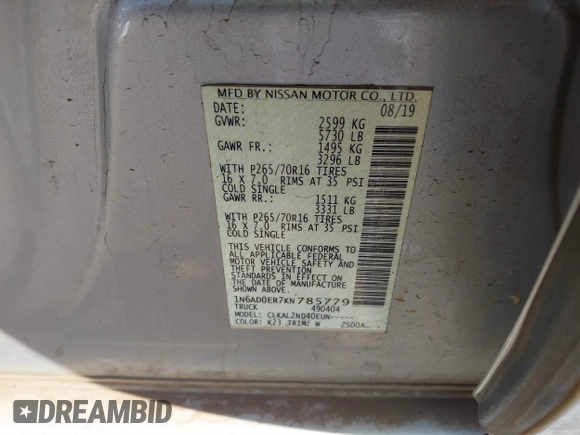 MFD BY NISSAN MOTOR CO., LTD.
DATE: 08/19
GVWR: 2599 KG
5730 LB
GAWR FR.: 1495 KG
3296 LB
WITH P265/70R16 TIRES
16 X 7.0 RIMS AT 35 PSI
COLD SINGLE
GAWR RR.: 1511 KG
3331 LB
WITH P265/70R16 TIRES
16 X 7.0 RIMS AT 35 PSI
COLD SINGLE
THIS VEHICLE CONFORMS TO
ALL APPLICABLE FEDERAL
MOTOR VEHICLE SAFETY AND
THEFT PREVENTION
STANDARDS IN EFFECT ON
THE DATE OF MANUFACTURE
SHOWN ABOVE.
1N6AD0ER7KN785779
TRUCK 490404
MODEL: CLKAL2ND40EUN-----
COLOR: K23 TRIM: W
DREAMBID